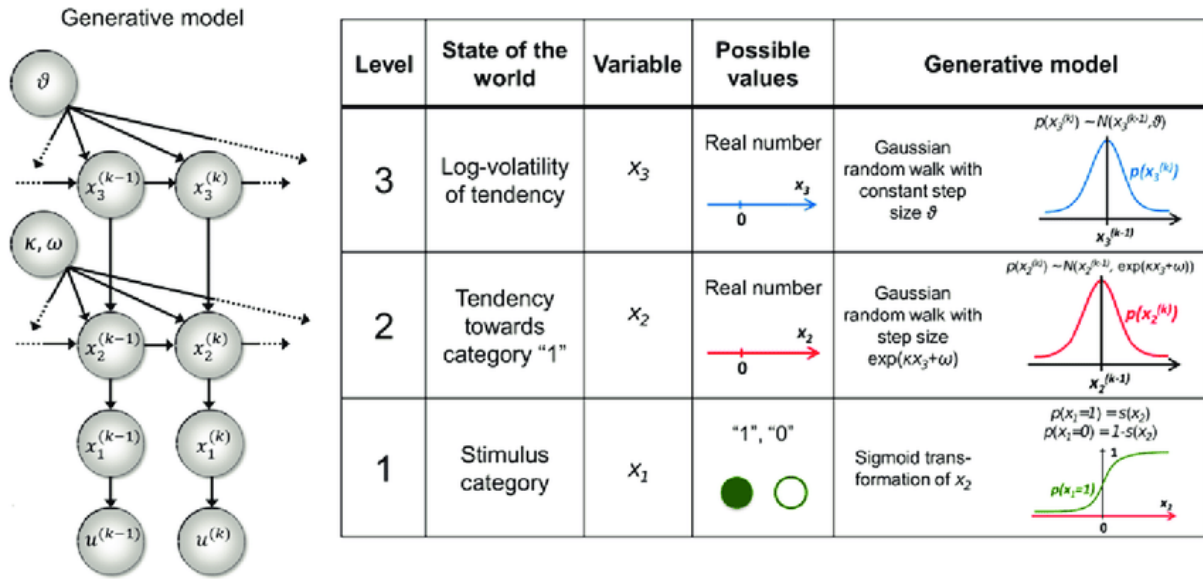 Generative model
ϑ
x₃^(k−1)
x₃^(k)
κ, ω
x₂^(k−1)
x₂^(k)
x₁^(k−1)
x₁^(k)
u^(k−1)
u^(k)
Level
State of the
world
Variable
Possible
values
Generative model
3
Log-volatility
of tendency
x₃
Real number
x₃
0
Gaussian
random walk with
constant step
size ϑ
p(x₃^(k)) ~ N(x₃^(k-1),ϑ)
p(x₃^(k))
x₃^(k-1)
2
Tendency
towards
category “1”
x₂
Real number
x₂
0
Gaussian
random walk with
step size
exp(κx₃+ω)
p(x₂^(k)) ~N(x₂^(k-1), exp(κx₃+ω))
p(x₂^(k))
x₂^(k-1)
1
Stimulus
category
x₁
“1”, “0”
Sigmoid trans-
formation of x₂
p(x₁=1) = s(x₂)
p(x₁=0) = 1-s(x₂)
1
p(x₁=1)
x₂
0